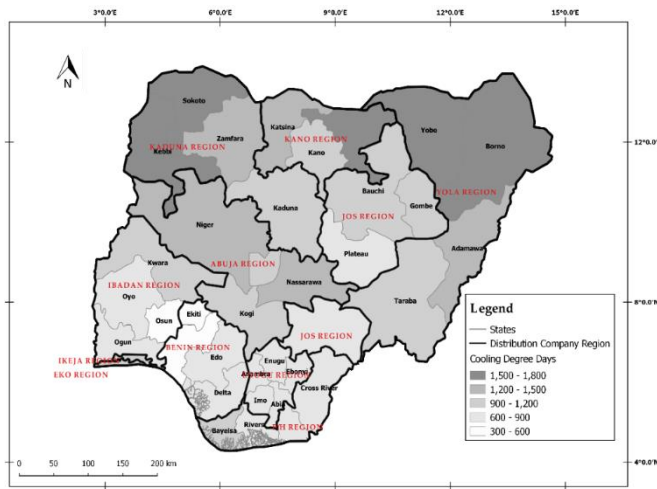 3°0.0'E 6°0.0'E 9°0.0'E 12°0.0'E 15°0.0'E
N
Sokoto
Yobe
Borno
Zamfara
Katsina
KANO REGION
12°0.0'N
KADUNA REGION
Kebbi
Kano
Bauchi
YOLA REGION
Kaduna
Gombe
JOS REGION
Niger
Adamawa
Plateau
Kwara
ABUJA REGION
Nassarawa
IBADAN REGION
Oyo
Taraba
8°0.0'N
Kogi
Osun
Ekiti
JOS REGION
Ogun
BENIN REGION
Edo
IKEJA REGION
Enugu
Ebonyi
EKO REGION
Anambra
REGION
Cross River
Delta
Imo
Abia
Bayelsa
Rivers
PH REGION
4°0.0'N
Legend
States
Distribution Company Region
Cooling Degree Days
1,500 - 1,800
1,200 - 1,500
900 - 1,200
600 - 900
300 - 600
0 50 100 150 200 km